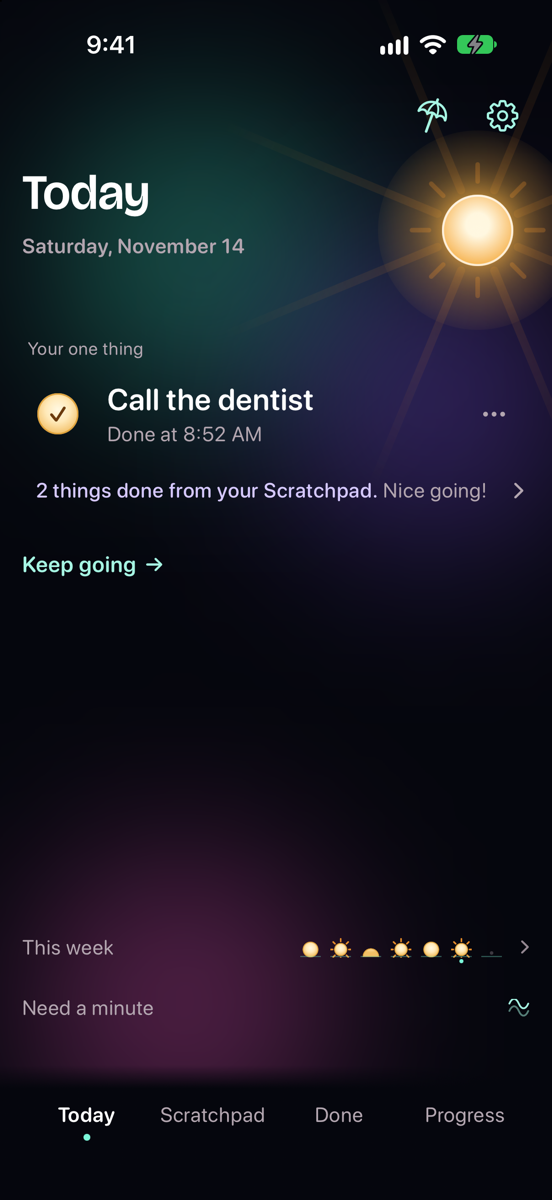 9:41
Today
Saturday, November 14
Your one thing
Call the dentist
Done at 8:52 AM
2 things done from your Scratchpad. Nice going!
Keep going →
This week
Need a minute
Today
Scratchpad
Done
Progress